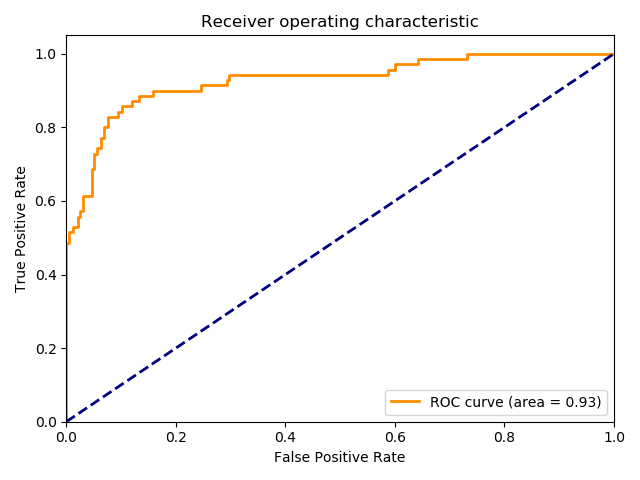 Receiver operating characteristic
1.0
0.8
0.6
0.4
0.2
0.0
True Positive Rate
ROC curve (area = 0.93)
0.0 0.2 0.4 0.6 0.8 1.0
False Positive Rate